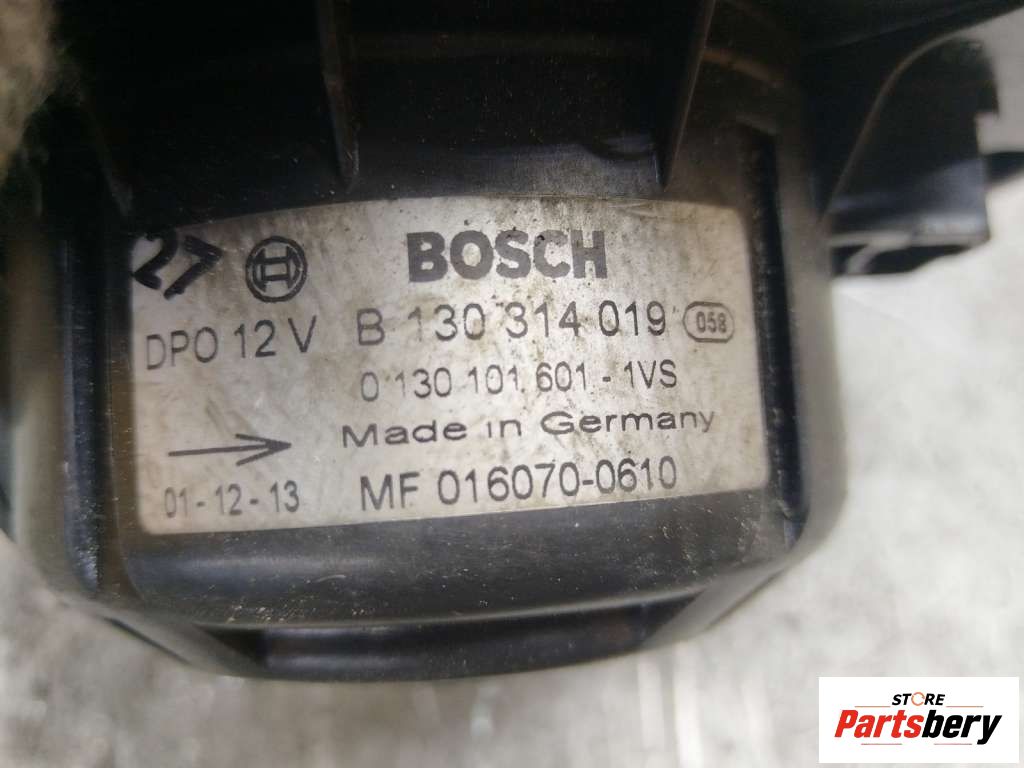 27 BOSCH
DPO 12 V B 130 314 019 058
0 130 101 601 - 1VS
Made in Germany
01 - 12 - 13 MF 016070-0610
STORE
Partsbery